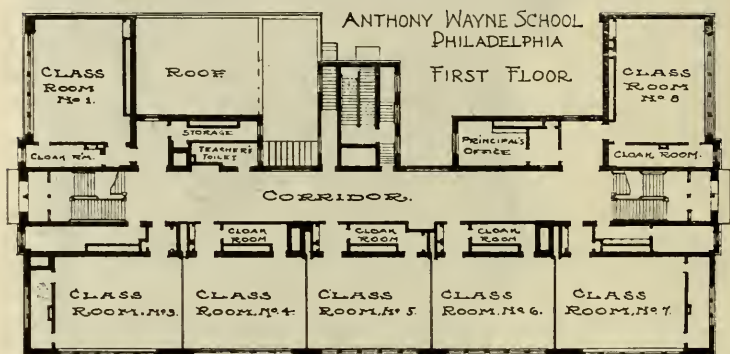 ANTHONY WAYNE SCHOOL
PHILADELPHIA
FIRST FLOOR
CLASS
ROOM
No 1.
ROOF
CLASS
ROOM
No 8
STORAGE
TEACHER'S
TOILET
PRINCIPAL'S
OFFICE
CLOAK R'M.
CLOAK ROOM.
CORRIDOR.
CLOAK
ROOM
CLOAK
ROOM
CLOAK
ROOM
CLASS
ROOM. No 3.
CLASS
ROOM. No 4.
CLASS
ROOM. No 5.
CLASS
ROOM. No 6.
CLASS
ROOM. No 7.